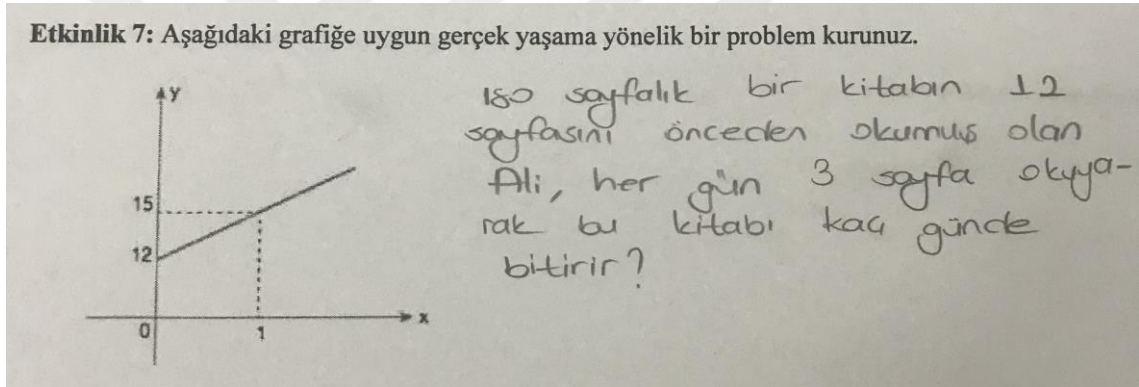 Etkinlik 7: Aşağıdaki grafiğe uygun gerçek yaşama yönelik bir problem kurunuz.
y
15
12
0
1
x
180 sayfalık bir kitabın 12
sayfasını önceden okumuş olan
Ali, her gün 3 sayfa okuya-
rak bu kitabı kaç günde
bitirir?